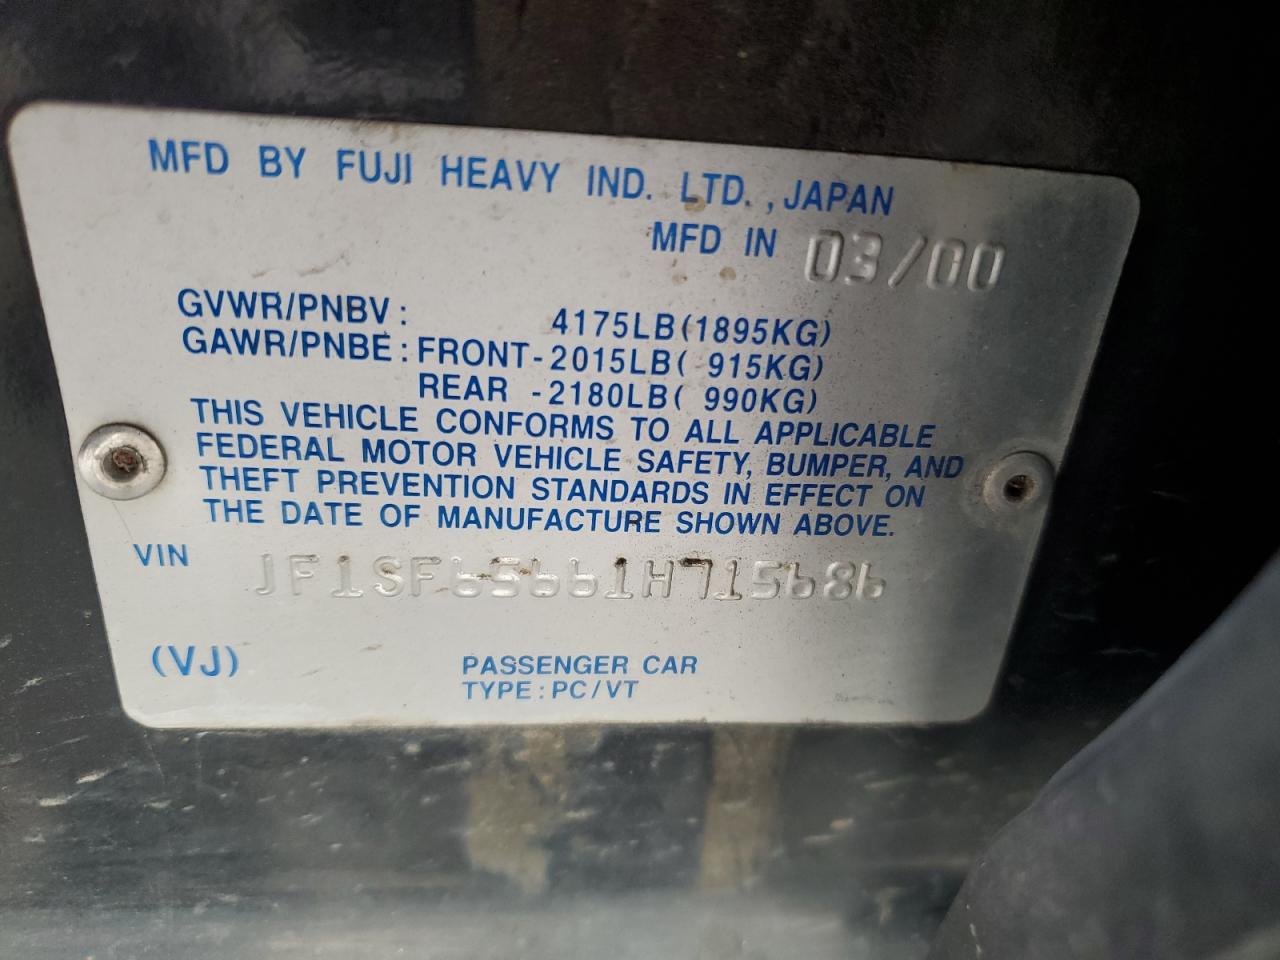 MFD BY FUJI HEAVY IND. LTD., JAPAN
MFD IN 03/00
GVWR/PNBV: 4175LB(1895KG)
GAWR/PNBE: FRONT-2015LB( 915KG)
REAR -2180LB( 990KG)
THIS VEHICLE CONFORMS TO ALL APPLICABLE
FEDERAL MOTOR VEHICLE SAFETY, BUMPER, AND
THEFT PREVENTION STANDARDS IN EFFECT ON
THE DATE OF MANUFACTURE SHOWN ABOVE.
VIN JF1SF65661H715686
(VJ) PASSENGER CAR
TYPE: PC/VT